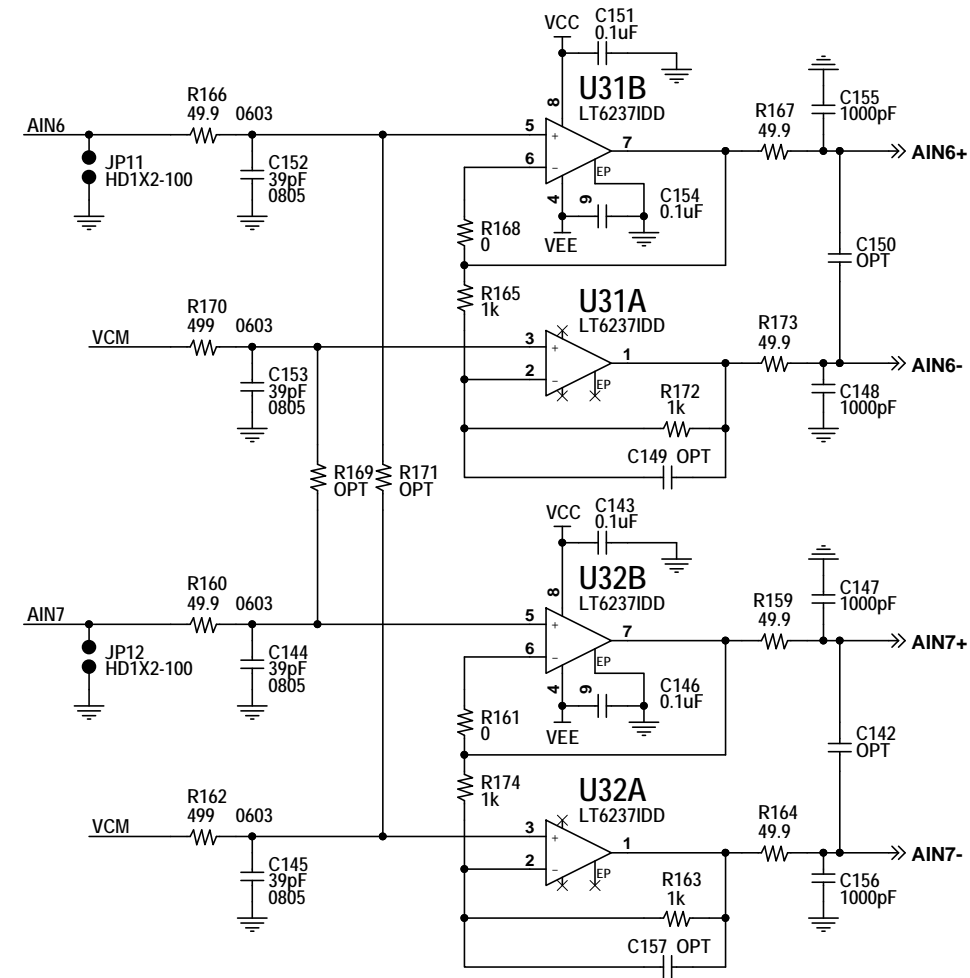 VCC
C151
0.1uF
R166
49.9
0603
U31B
LT6237IDD
R167
49.9
C155
1000pF
AIN6
8
5
+
7
AIN6+
JP11
HD1X2-100
C152
39pF
0805
6
-
EP
4
9
C154
0.1uF
VEE
R168
0
C150
OPT
R165
1k
U31A
LT6237IDD
R170
499
0603
R173
49.9
VCM
3
+
1
AIN6-
C153
39pF
0805
2
-
EP
R172
1k
C148
1000pF
C149 OPT
R169
OPT
R171
OPT
VCC
C143
0.1uF
R160
49.9
0603
U32B
LT6237IDD
R159
49.9
C147
1000pF
AIN7
8
5
+
7
AIN7+
JP12
HD1X2-100
C144
39pF
0805
6
-
EP
4
9
C146
0.1uF
VEE
R161
0
C142
OPT
R174
1k
U32A
LT6237IDD
R162
499
0603
R164
49.9
VCM
3
+
1
AIN7-
C145
39pF
0805
2
-
EP
R163
1k
C156
1000pF
C157 OPT